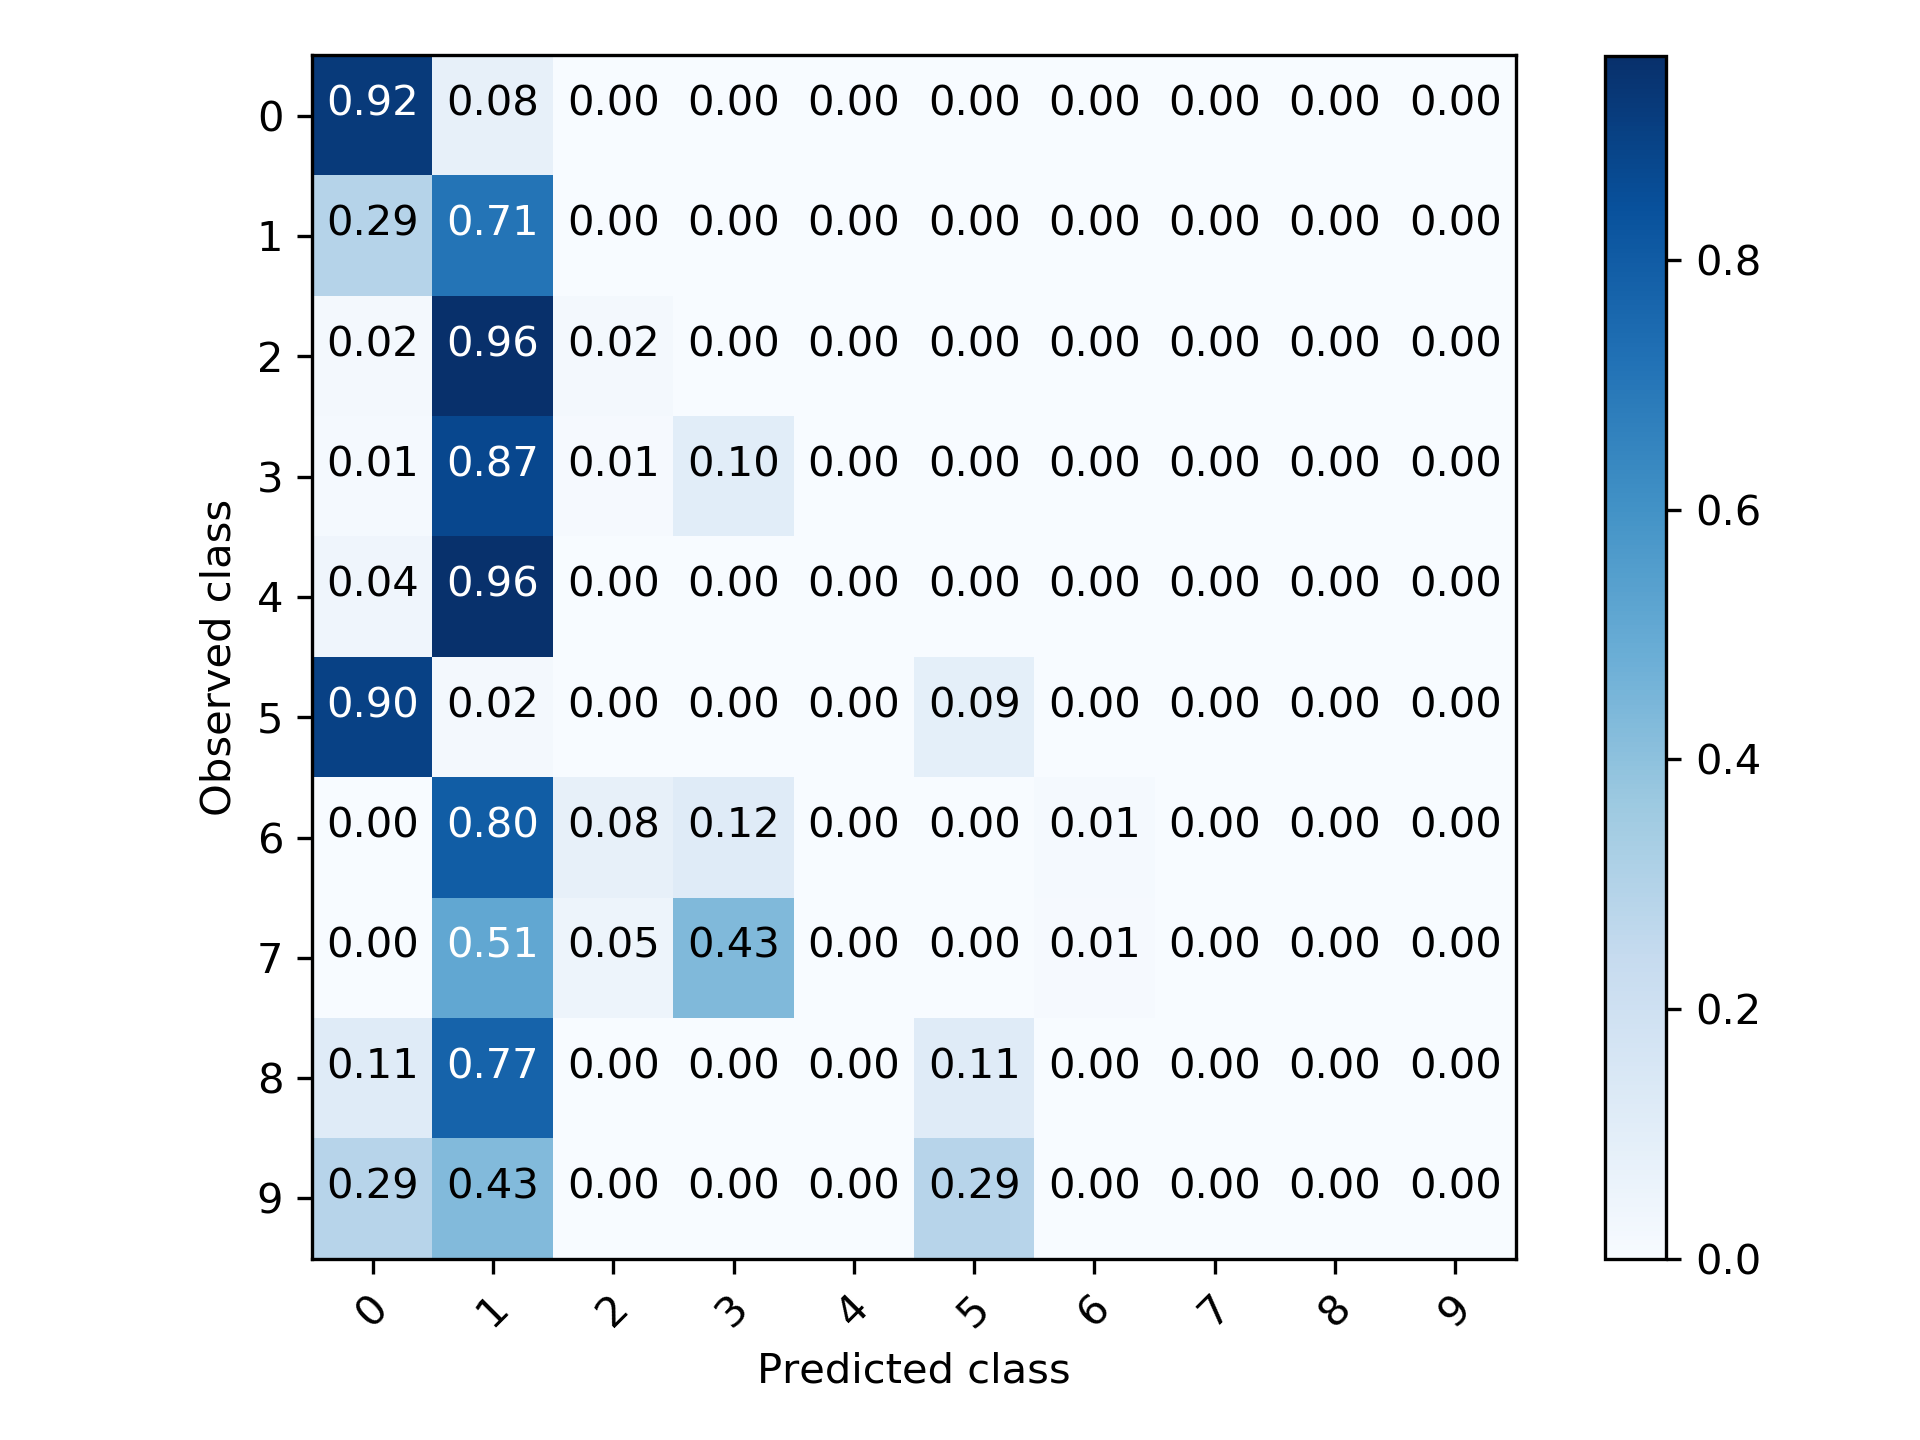 0 0.92 0.08 0.00 0.00 0.00 0.00 0.00 0.00 0.00 0.00
1 0.29 0.71 0.00 0.00 0.00 0.00 0.00 0.00 0.00 0.00
2 0.02 0.96 0.02 0.00 0.00 0.00 0.00 0.00 0.00 0.00
3 0.01 0.87 0.01 0.10 0.00 0.00 0.00 0.00 0.00 0.00
4 0.04 0.96 0.00 0.00 0.00 0.00 0.00 0.00 0.00 0.00
5 0.90 0.02 0.00 0.00 0.00 0.09 0.00 0.00 0.00 0.00
6 0.00 0.80 0.08 0.12 0.00 0.00 0.01 0.00 0.00 0.00
7 0.00 0.51 0.05 0.43 0.00 0.00 0.01 0.00 0.00 0.00
8 0.11 0.77 0.00 0.00 0.00 0.11 0.00 0.00 0.00 0.00
9 0.29 0.43 0.00 0.00 0.00 0.29 0.00 0.00 0.00 0.00
0 1 2 3 4 5 6 7 8 9
Predicted class
Observed class
0.8
0.6
0.4
0.2
0.0